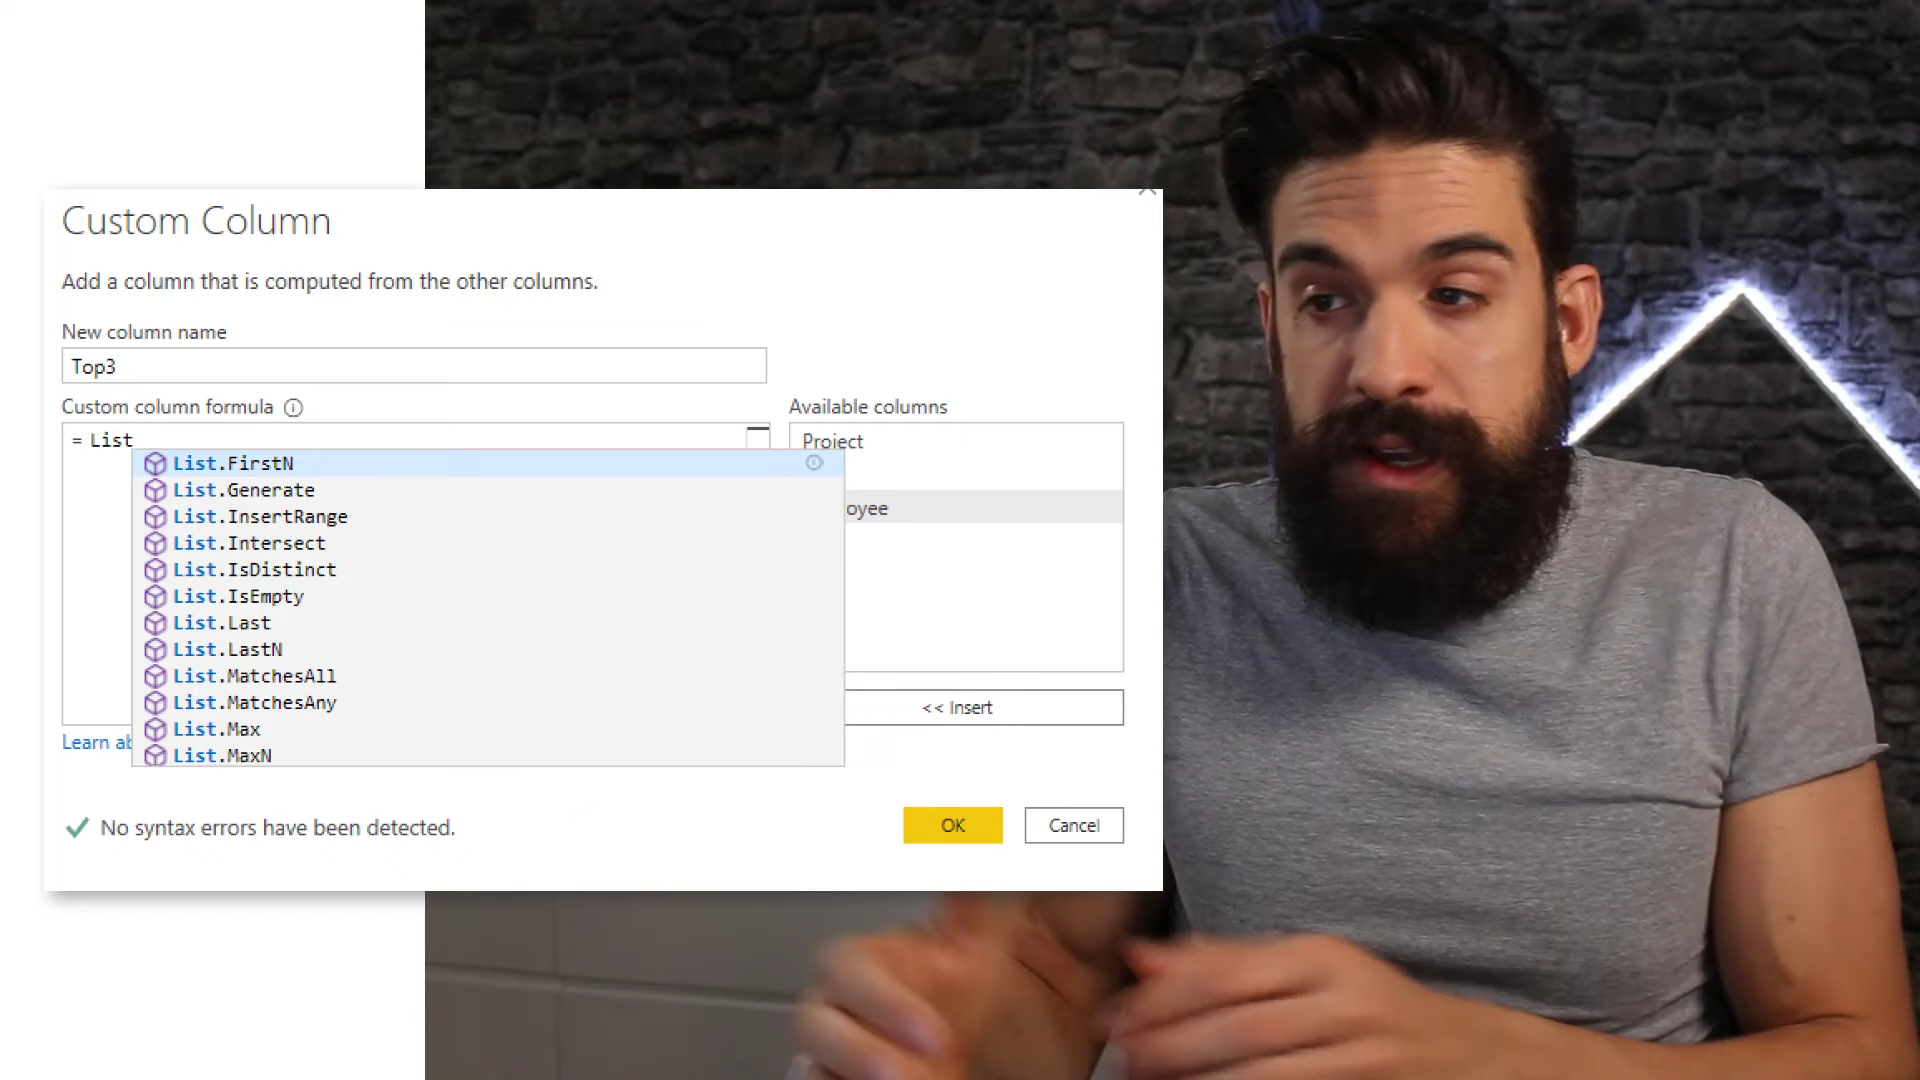 Custom Column
Add a column that is computed from the other columns.
New column name
Top3
Custom column formula
Available columns
= List
Project
List.FirstN
List.Generate
oyee
List.InsertRange
List.Intersect
List.IsDistinct
List.IsEmpty
List.Last
List.LastN
List.MatchesAll
List.MatchesAny
<< Insert
List.Max
Learn ab
List.MaxN
No syntax errors have been detected.
OK
Cancel